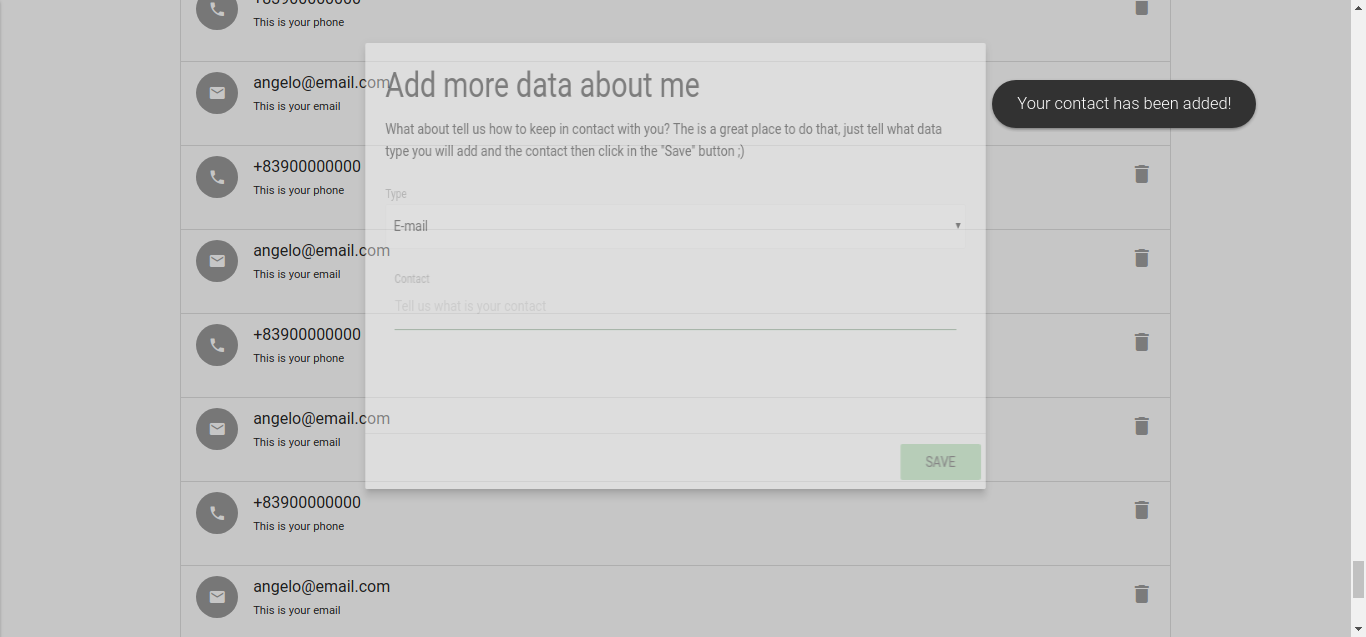 +83900000000
This is your phone
angelo@email.com
This is your email
Add more data about me
Your contact has been added!
What about tell us how to keep in contact with you? The is a great place to do that, just tell what data
type you will add and the contact then click in the "Save" button ;)
+83900000000
This is your phone
Type
E-mail
angelo@email.com
This is your email
Contact
Tell us what is your contact
+83900000000
This is your phone
angelo@email.com
This is your email
SAVE
+83900000000
This is your phone
angelo@email.com
This is your email